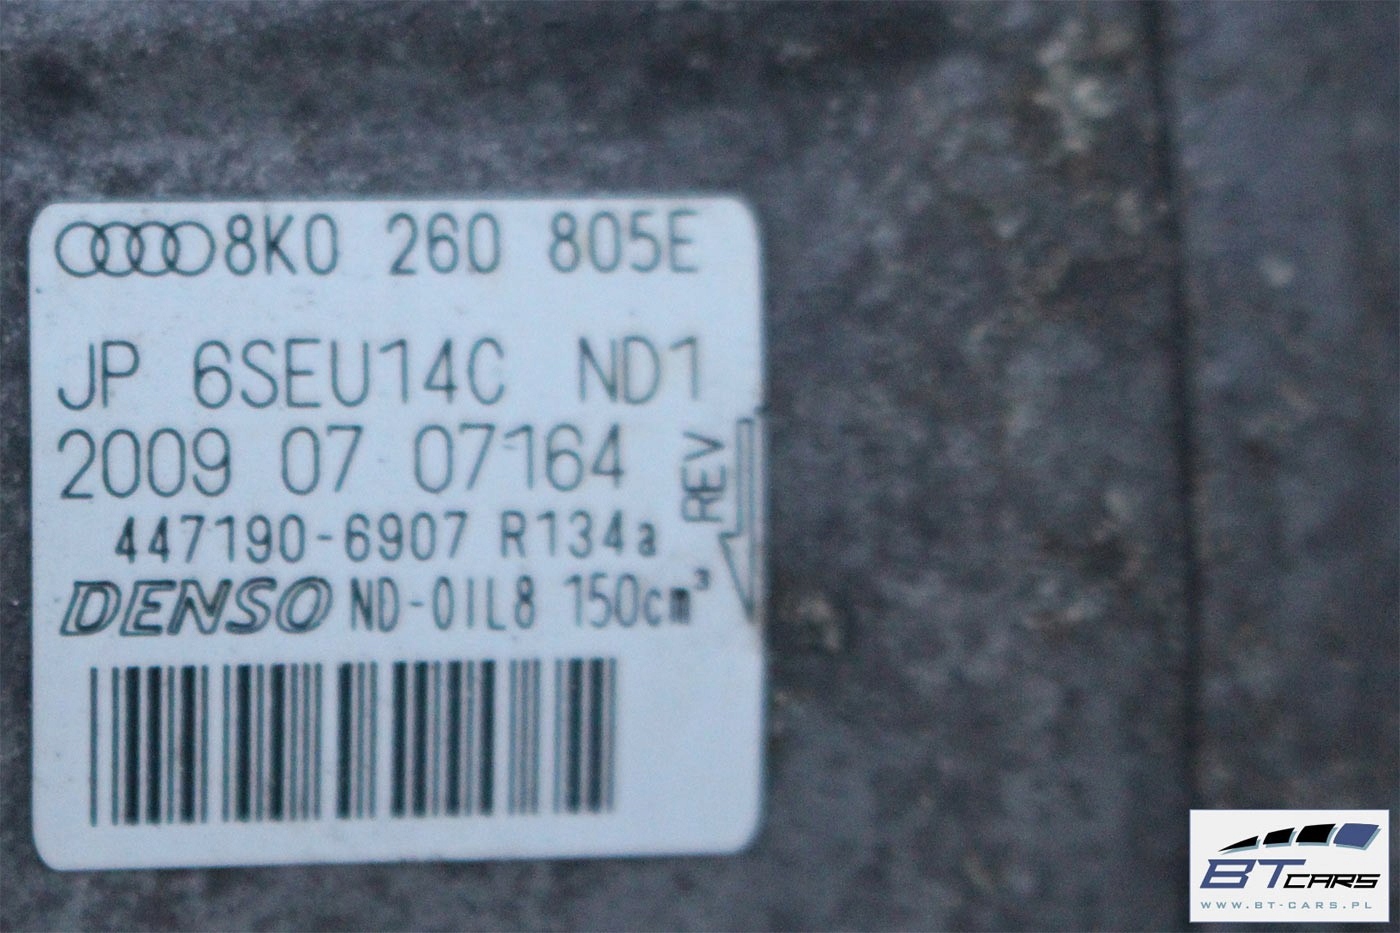 8K0 260 805E
JP 6SEU14C ND1
2009 07 07164
REV
447190-6907 R134a
DENSO ND-OIL8 150cm³
BT CARS
WWW.BT-CARS.PL